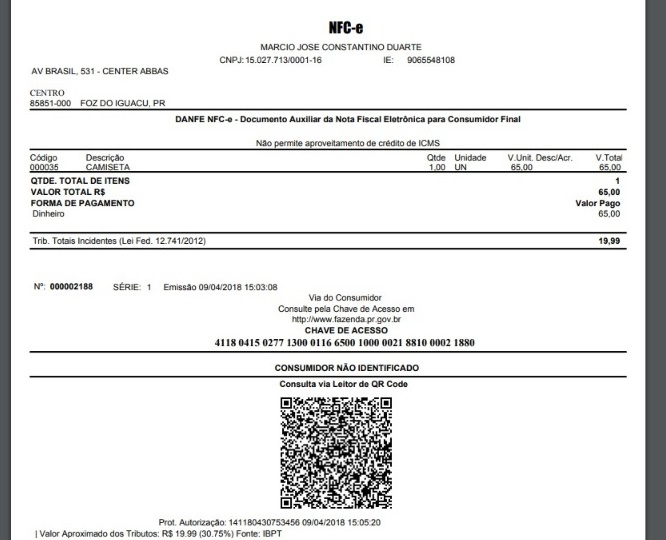 NFC-e
MARCIO JOSE CONSTANTINO DUARTE
CNPJ: 15.027.713/0001-16 IE: 9065548108
AV BRASIL, 531 - CENTER ABBAS
CENTRO
85851-000 FOZ DO IGUACU, PR
DANFE NFC-e - Documento Auxiliar da Nota Fiscal Eletrônica para Consumidor Final
Não permite aproveitamento de crédito de ICMS
Código Descrição Qtde Unidade V.Unit. Desc/Acr. V.Total
000035 CAMISETA 1,00 UN 65,00 65,00
QTDE. TOTAL DE ITENS 1
VALOR TOTAL R$ 65,00
FORMA DE PAGAMENTO Valor Pago
Dinheiro 65,00
Trib. Totais Incidentes (Lei Fed. 12.741/2012) 19,99
Nº: 000002188 SÉRIE: 1 Emissão 09/04/2018 15:03:08
Via do Consumidor
Consulte pela Chave de Acesso em
http://www.fazenda.pr.gov.br
CHAVE DE ACESSO
4118 0415 0277 1300 0116 6500 1000 0021 8810 0002 1880
CONSUMIDOR NÃO IDENTIFICADO
Consulta via Leitor de QR Code
Prot. Autorização: 141180430753456 09/04/2018 15:05:20
| Valor Aproximado dos Tributos: R$ 19.99 (30.75%) Fonte: IBPT